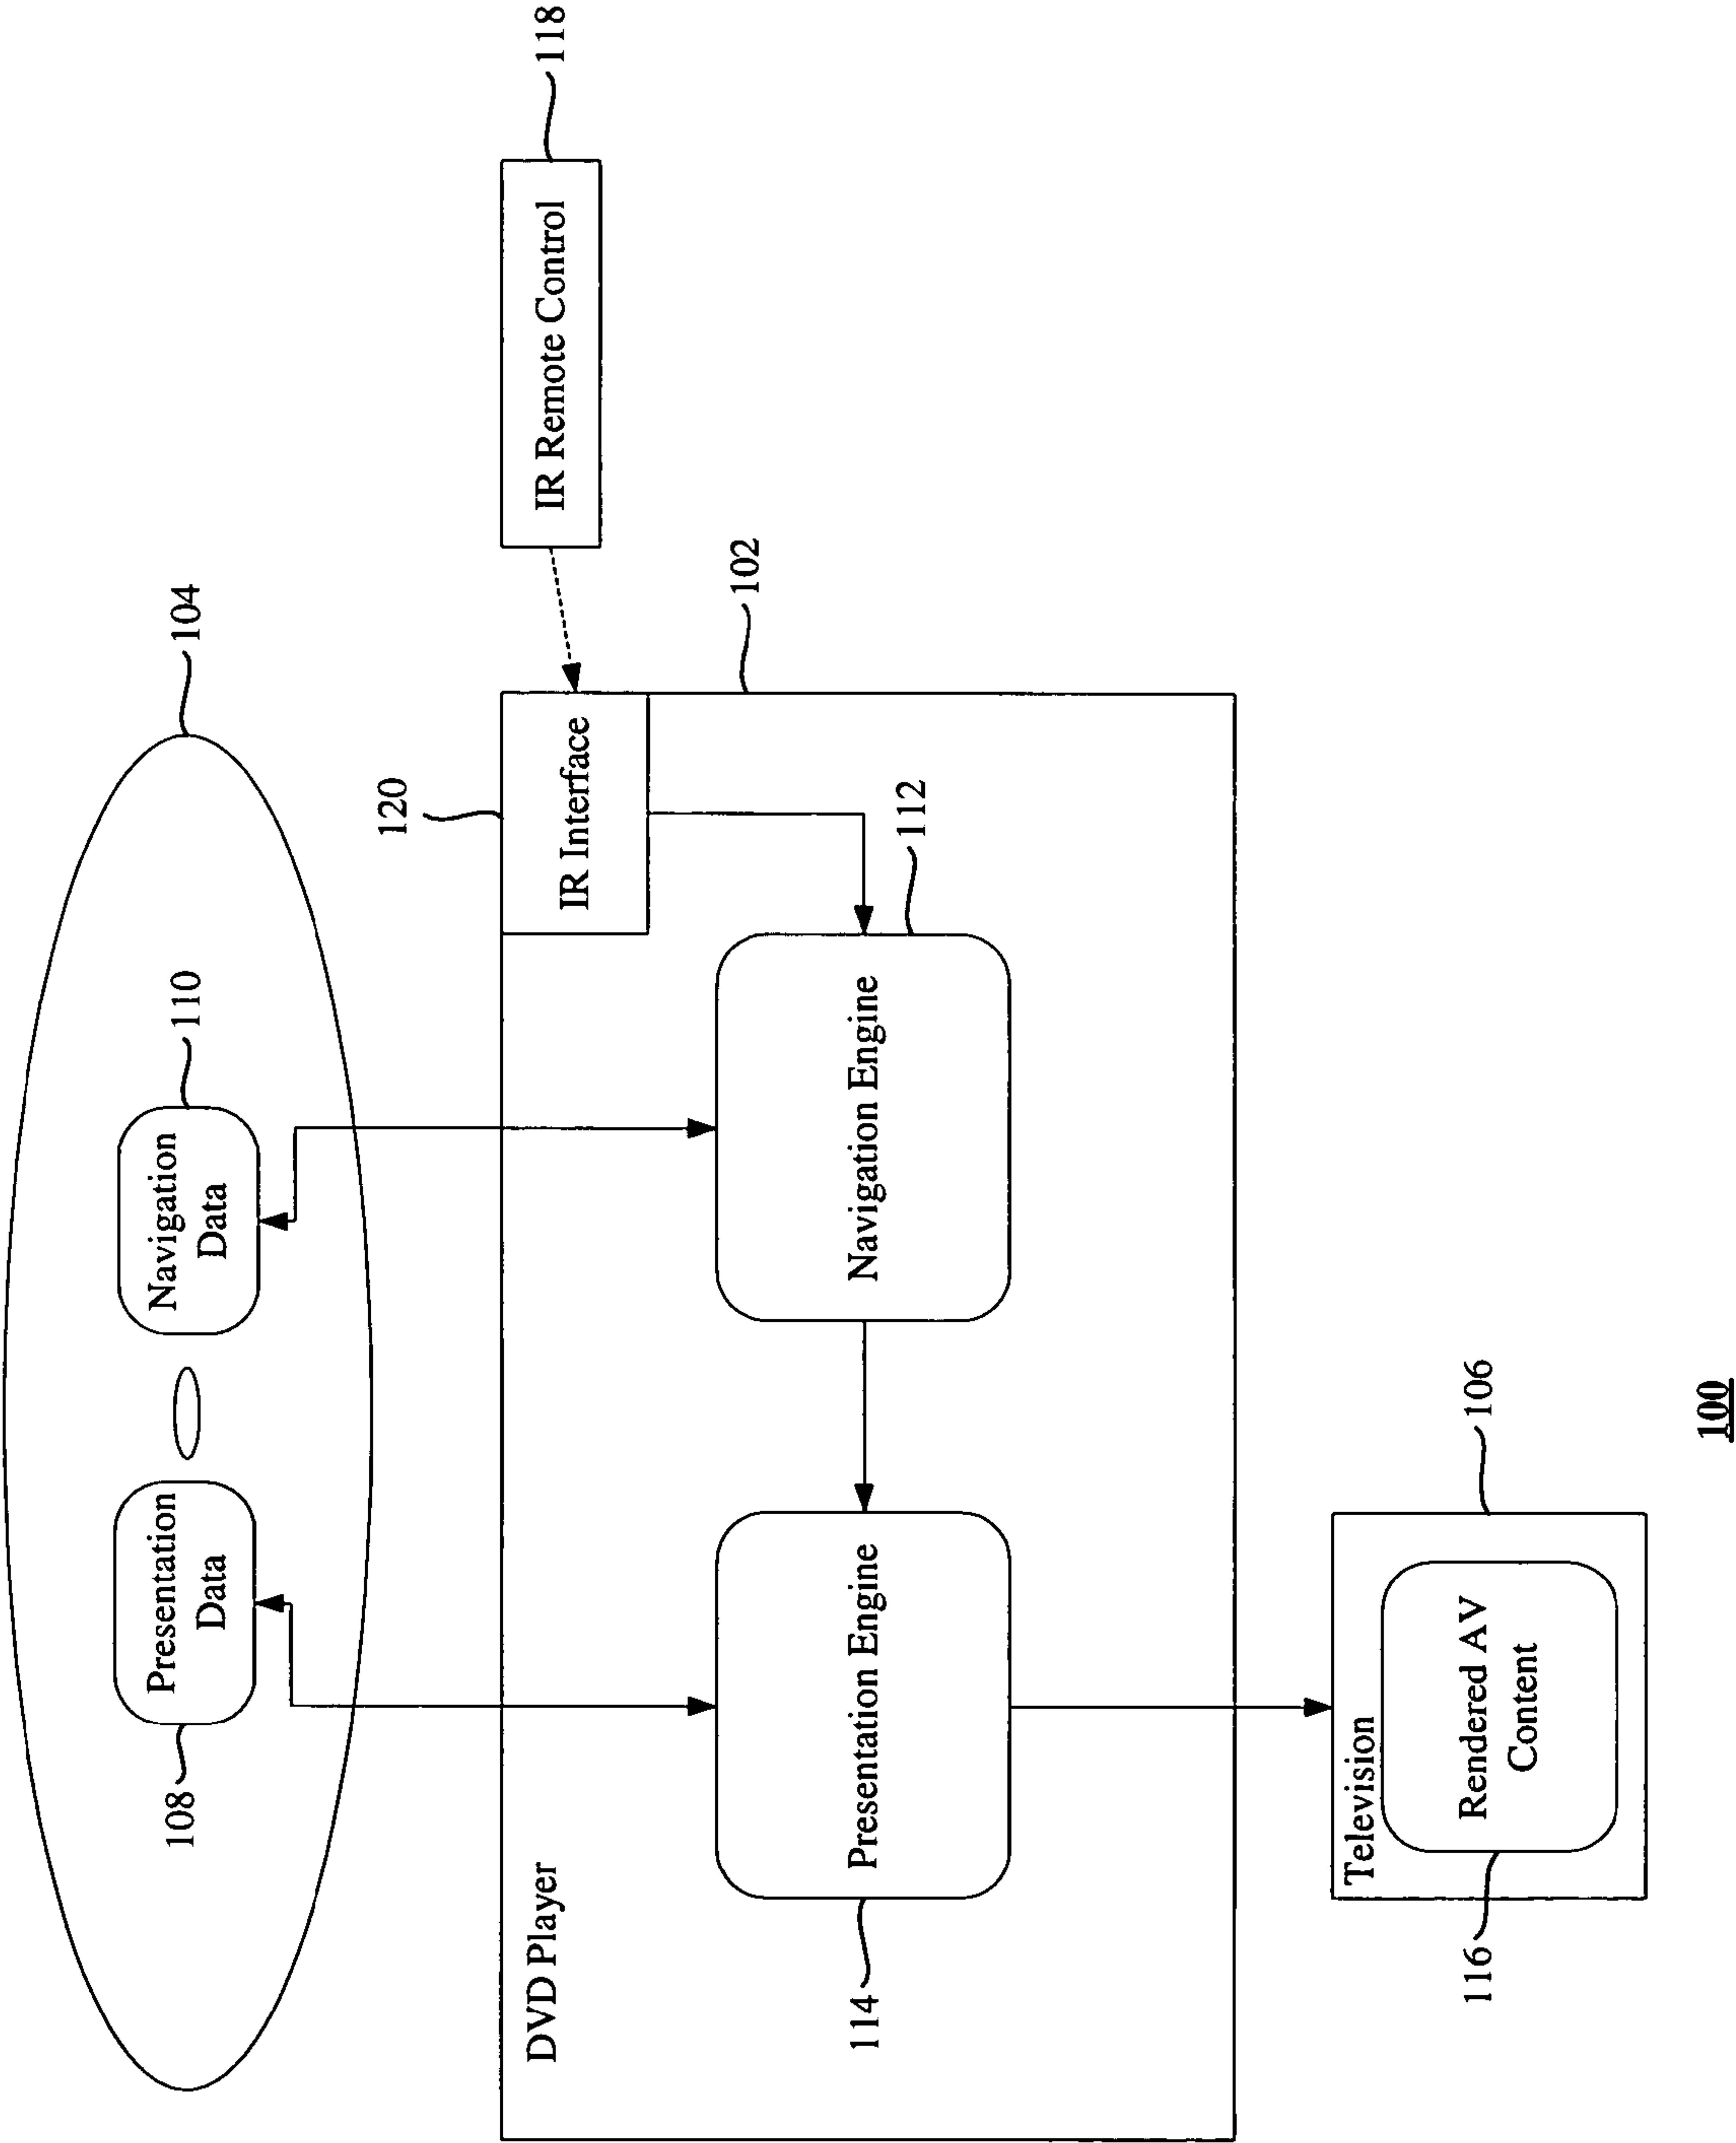 104
108
Presentation
Data
Navigation
Data
110
DVD Player
120
IR Interface
IR Remote Control
118
102
114
Presentation Engine
Navigation Engine
112
Television
116
Rendered AV
Content
106
100